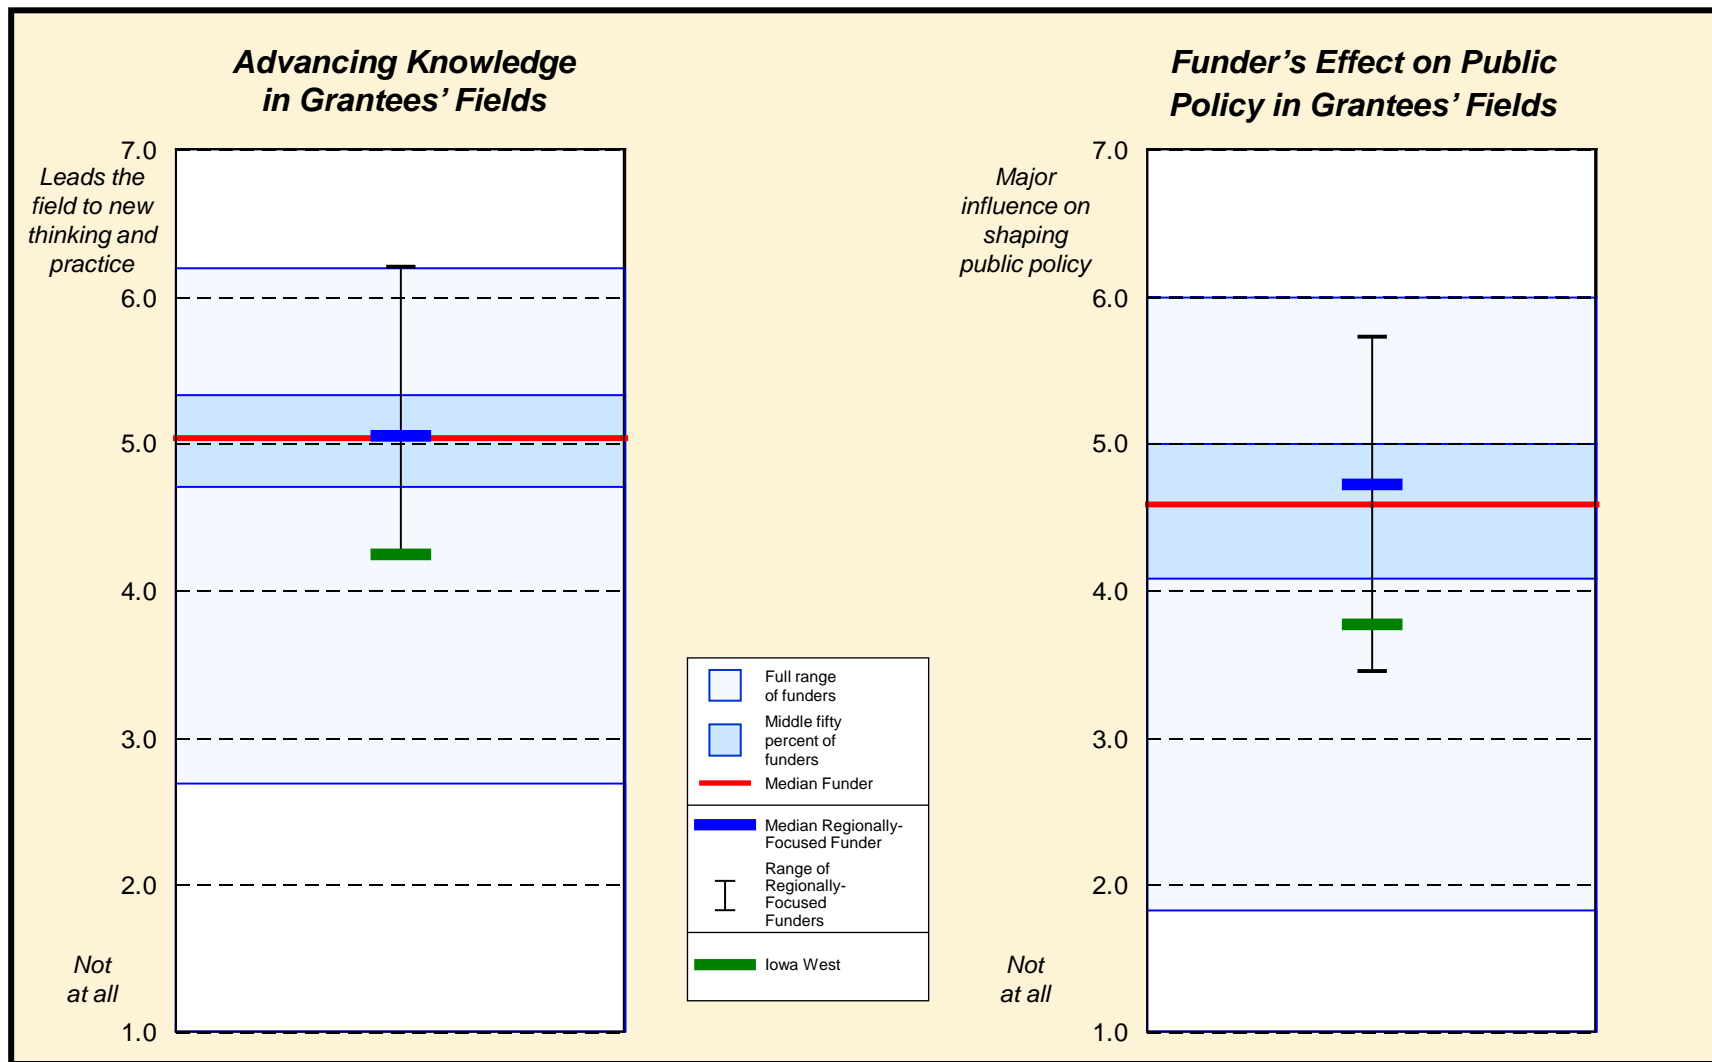 Advancing Knowledge
in Grantees’ Fields
7.0
Leads the
field to new
thinking and
practice
6.0
5.0
4.0
3.0
2.0
Not
at all
1.0
Funder’s Effect on Public
Policy in Grantees’ Fields
7.0
Major
influence on
shaping
public policy
6.0
5.0
4.0
3.0
2.0
Not
at all
1.0
Full range
of funders
Middle fifty
percent of
funders
Median Funder
Median Regionally-
Focused Funder
Range of
Regionally-
Focused
Funders
Iowa West